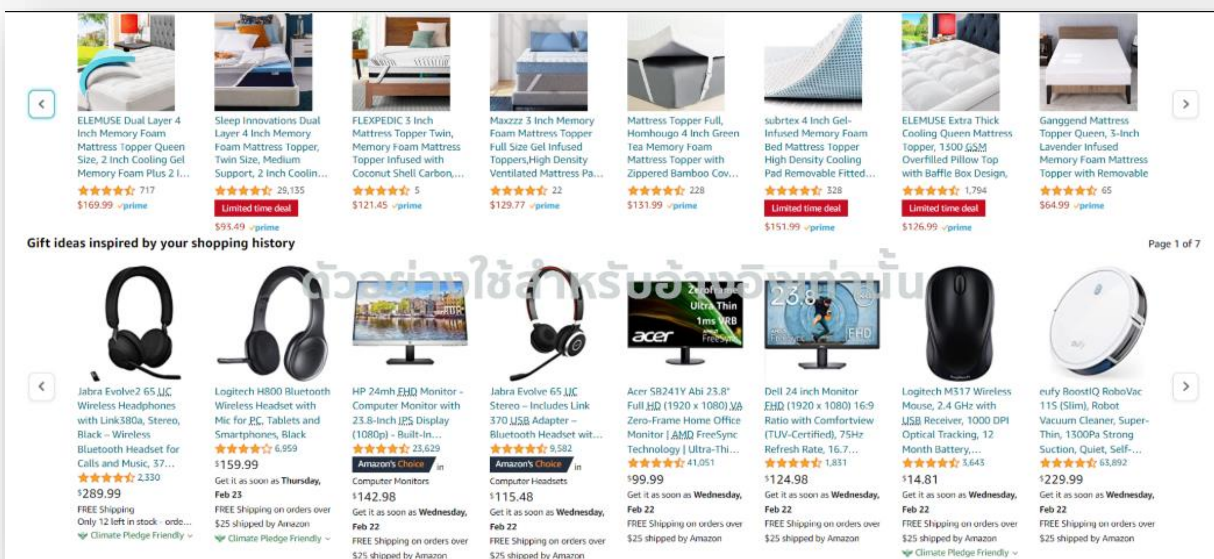 ELEMUSE Dual Layer 4
Inch Memory Foam
Mattress Topper Queen
Size, 2 Inch Cooling Gel
Memory Foam Plus 2 I...
717
$169.99 prime
Sleep Innovations Dual
Layer 4 Inch Memory
Foam Mattress Topper,
Twin Size, Medium
Support, 2 Inch Coolin...
29,135
Limited time deal
$93.49 prime
FLEXPEDIC 3 Inch
Mattress Topper Twin,
Memory Foam Mattress
Topper Infused with
Coconut Shell Carbon,...
5
$121.45 prime
Maxzzz 3 Inch Memory
Foam Mattress Topper
Full Size Gel Infused
Toppers,High Density
Ventilated Mattress Pa...
22
$129.77 prime
Mattress Topper Full,
Homhougo 4 Inch Green
Tea Memory Foam
Mattress Topper with
Zippered Bamboo Cov...
228
$131.99 prime
subrtex 4 Inch Gel-
Infused Memory Foam
Bed Mattress Topper
High Density Cooling
Pad Removable Fitted...
328
Limited time deal
$151.99 prime
ELEMUSE Extra Thick
Cooling Queen Mattress
Topper, 1300 GSM
Overfilled Pillow Top
with Baffle Box Design,
1,794
Limited time deal
$126.99 prime
Ganggend Mattress
Topper Queen, 3-Inch
Lavender Infused
Memory Foam Mattress
Topper with Removable
65
$64.99 prime
Gift ideas inspired by your shopping history
Page 1 of 7
ตัวอย่างใช้สำหรับอ้างอิงเท่านั้น
Jabra Evolve2 65 UC
Wireless Headphones
with Link380a, Stereo,
Black – Wireless
Bluetooth Headset for
Calls and Music, 37...
2,330
$289.99
FREE Shipping
Only 12 left in stock - orde...
Climate Pledge Friendly
Logitech H800 Bluetooth
Wireless Headset with
Mic for PC, Tablets and
Smartphones, Black
6,959
$159.99
Get it as soon as Thursday,
Feb 23
FREE Shipping on orders over
$25 shipped by Amazon
Climate Pledge Friendly
HP 24mh FHD Monitor -
Computer Monitor with
23.8-Inch IPS Display
(1080p) - Built-In...
23,629
Amazon's Choice in
Computer Monitors
$142.98
Get it as soon as Wednesday,
Feb 22
FREE Shipping on orders over
$25 shipped by Amazon
Jabra Evolve 65 UC
Stereo – Includes Link
370 USB Adapter –
Bluetooth Headset wit...
9,582
Amazon's Choice in
Computer Headsets
$115.48
Get it as soon as Wednesday,
Feb 22
FREE Shipping on orders over
$25 shipped by Amazon
Zeroframe
Ultra Thin
1ms VRB
AMD
FreeSync
acer
Acer SB241Y Abi 23.8"
Full HD (1920 x 1080) VA
Zero-Frame Home Office
Monitor | AMD FreeSync
Technology | Ultra-Thi...
41,051
$99.99
Get it as soon as Wednesday,
Feb 22
FREE Shipping on orders over
$25 shipped by Amazon
23.8
FHD
Dell 24 inch Monitor
FHD (1920 x 1080) 16:9
Ratio with Comfortview
(TUV-Certified), 75Hz
Refresh Rate, 16.7...
1,831
$124.98
Get it as soon as Wednesday,
Feb 22
FREE Shipping on orders over
$25 shipped by Amazon
Logitech M317 Wireless
Mouse, 2.4 GHz with
USB Receiver, 1000 DPI
Optical Tracking, 12
Month Battery,...
3,643
$14.81
Get it as soon as Wednesday,
Feb 22
FREE Shipping on orders over
$25 shipped by Amazon
Climate Pledge Friendly
eufy
eufy BoostIQ RoboVac
11S (Slim), Robot
Vacuum Cleaner, Super-
Thin, 1300Pa Strong
Suction, Quiet, Self-...
63,892
$229.99
Get it as soon as Wednesday,
Feb 22
FREE Shipping on orders over
$25 shipped by Amazon